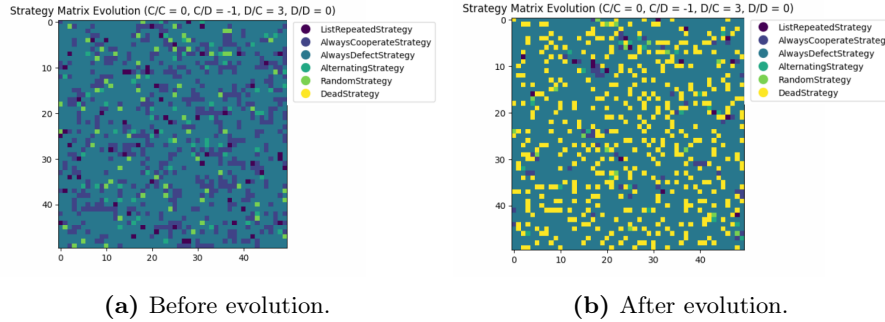 Strategy Matrix Evolution (C/C = 0, C/D = -1, D/C = 3, D/D = 0)
0
10
20
30
40
0
10
20
30
40
ListRepeatedStrategy
AlwaysCooperateStrategy
AlwaysDefectStrategy
AlternatingStrategy
RandomStrategy
DeadStrategy
(a) Before evolution.
Strategy Matrix Evolution (C/C = 0, C/D = -1, D/C = 3, D/D = 0)
0
10
20
30
40
0
10
20
30
40
ListRepeatedStrategy
AlwaysCooperateStrategy
AlwaysDefectStrategy
AlternatingStrategy
RandomStrategy
DeadStrategy
(b) After evolution.